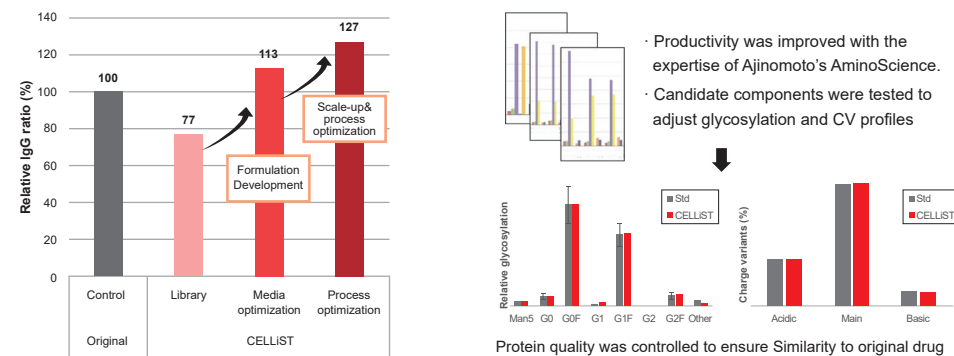 140
120
100
80
60
40
20
0
Relative IgG ratio (%)
100
77
113
127
Formulation
Development
Scale-up&
process
optimization
Control
Library
Media
optimization
Process
optimization
Original
CELLiST
· Productivity was improved with the
expertise of Ajinomoto's AminoScience.
· Candidate components were tested to
adjust glycosylation and CV profiles
Relative glycosylation
Std
CELLiST
Man5 G0 G0F G1 G1F G2 G2F Other
Charge variants (%)
Std
CELLiST
Acidic Main Basic
Protein quality was controlled to ensure Similarity to original drug